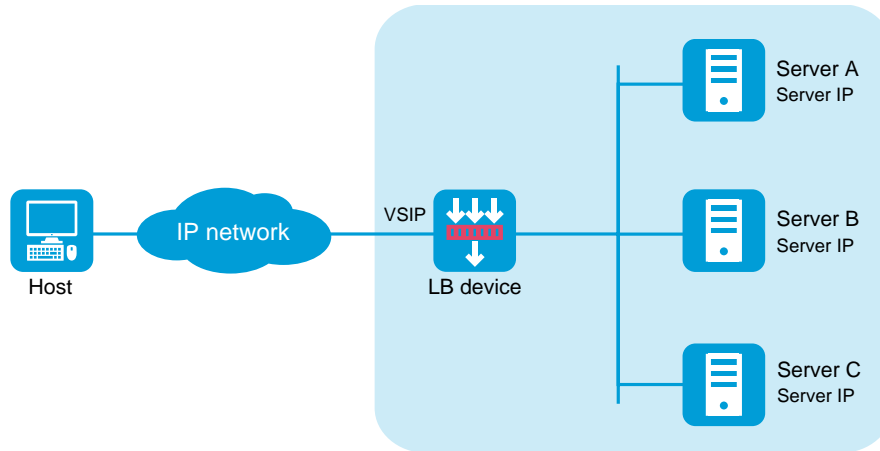 Host
IP network
VSIP
LB device
Server A
Server IP
Server B
Server IP
Server C
Server IP